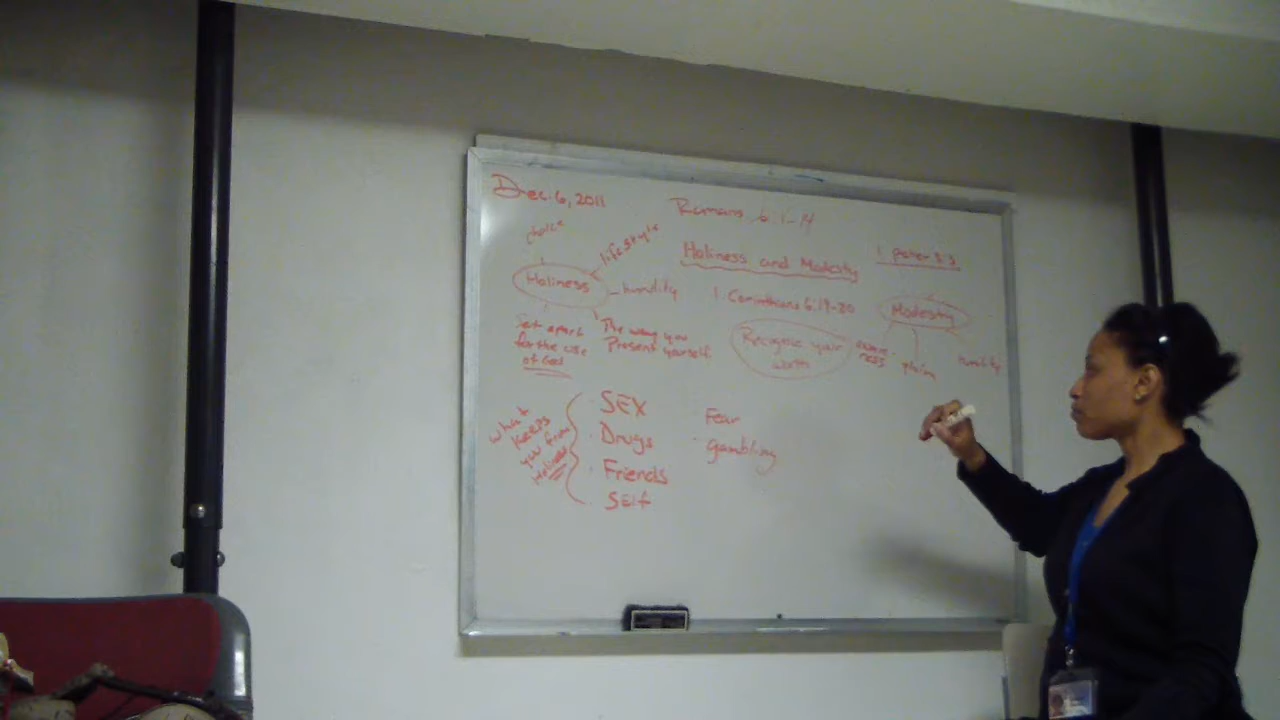 Dec. 6, 2011
Romans 6:1-14
choice
lifestyle
Holiness and Modesty
1 peter 3:3
Holiness
humility
1 Corinthians 6:19-20
Modesty
Set apart
for the use
of God
The way you
Present yourself
Recognize your
worth
aware-
ness
plain
humility
what
keeps
you from
Holiness
SEX
Drugs
Friends
Self
Fear
gambling